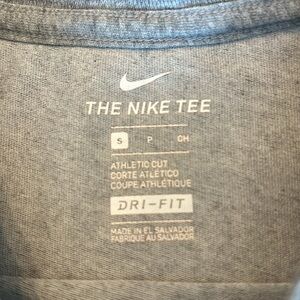 THE NIKE TEE
S P CH
ATHLETIC CUT
CORTE ATLÉTICO
COUPE ATHLÉTIQUE
DRI-FIT
MADE IN EL SALVADOR
FABRIQUÉ AU SALVADOR